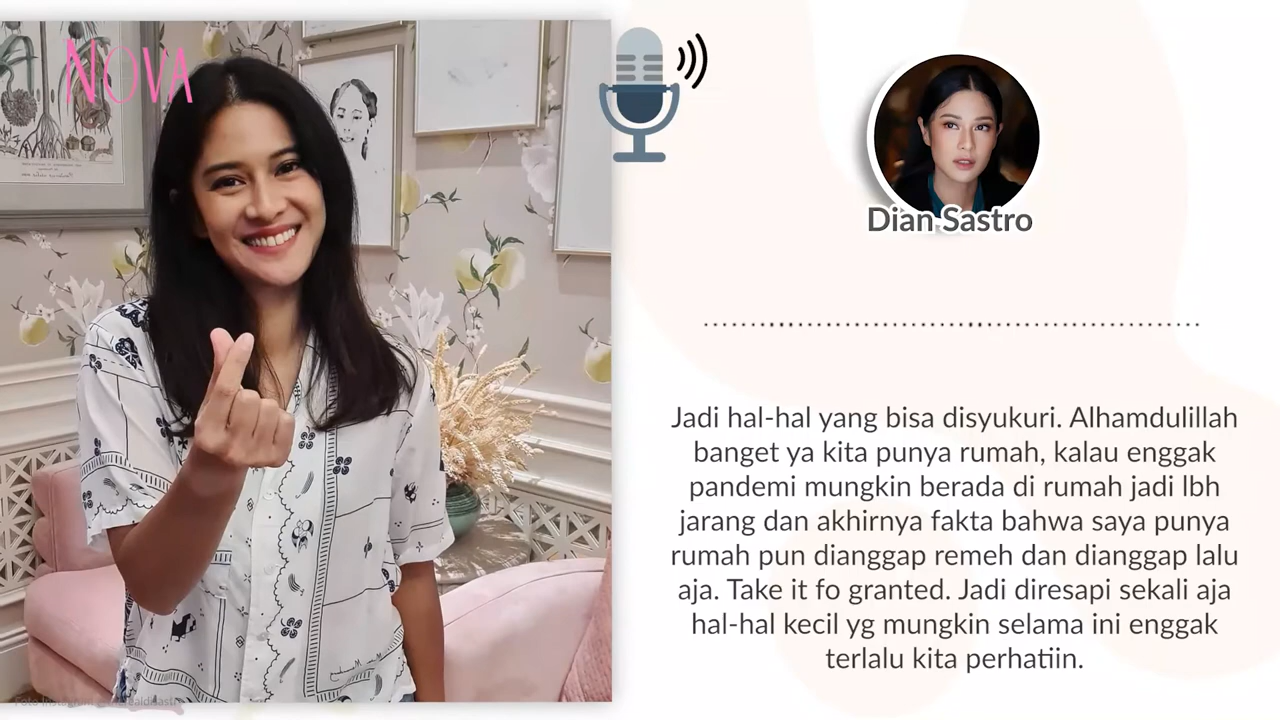 NOVA
Dian Sastro
Jadi hal-hal yang bisa disyukuri. Alhamdulillah
banget ya kita punya rumah, kalau enggak
pandemi mungkin berada di rumah jadi lbh
jarang dan akhirnya fakta bahwa saya punya
rumah pun dianggap remeh dan dianggap lalu
aja. Take it fo granted. Jadi diresapi sekali aja
hal-hal kecil yg mungkin selama ini enggak
terlalu kita perhatiin.